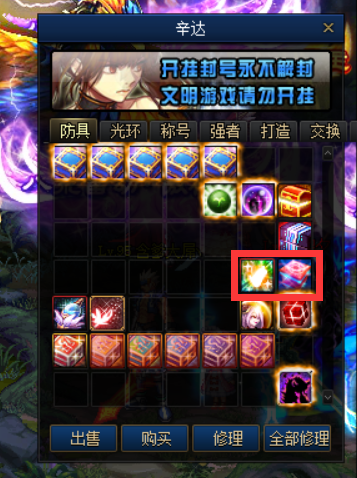 辛达
开挂封号永不解封
文明游戏请勿开挂
防具 光环 称号 强者 打造 交换
出售 购买 修理 全部修理